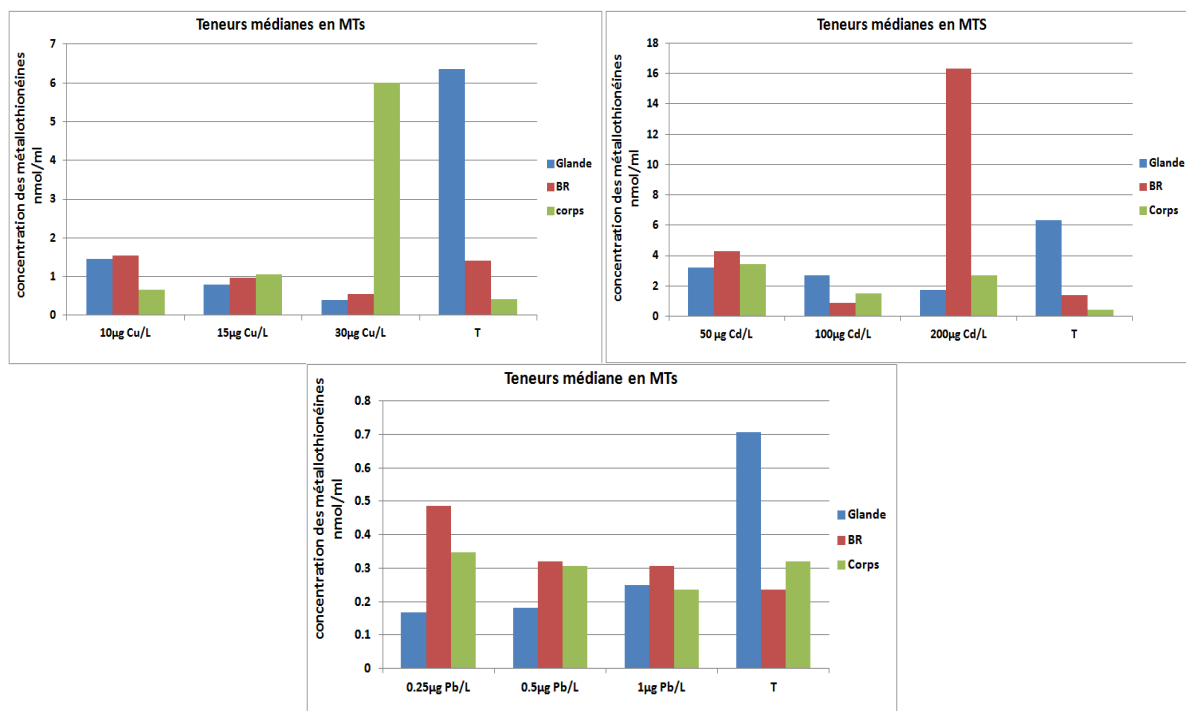 Teneurs médianes en MTs
concentration des métallothionéines
nmol/ml
7
6
5
4
3
2
1
0
10µg Cu/L
15µg Cu/L
30µg Cu/L
T
Glande
BR
corps
Teneurs médianes en MTS
concentration des métallothionéines
nmol/ml
18
16
14
12
10
8
6
4
2
0
50 µg Cd/L
100µg Cd/L
200µg Cd/L
T
Glande
BR
Corps
Teneurs médiane en MTs
concentration des métallothionéines
nmol/ml
0.8
0.7
0.6
0.5
0.4
0.3
0.2
0.1
0
0.25µg Pb/L
0.5µg Pb/L
1µg Pb/L
T
Glande
BR
Corps